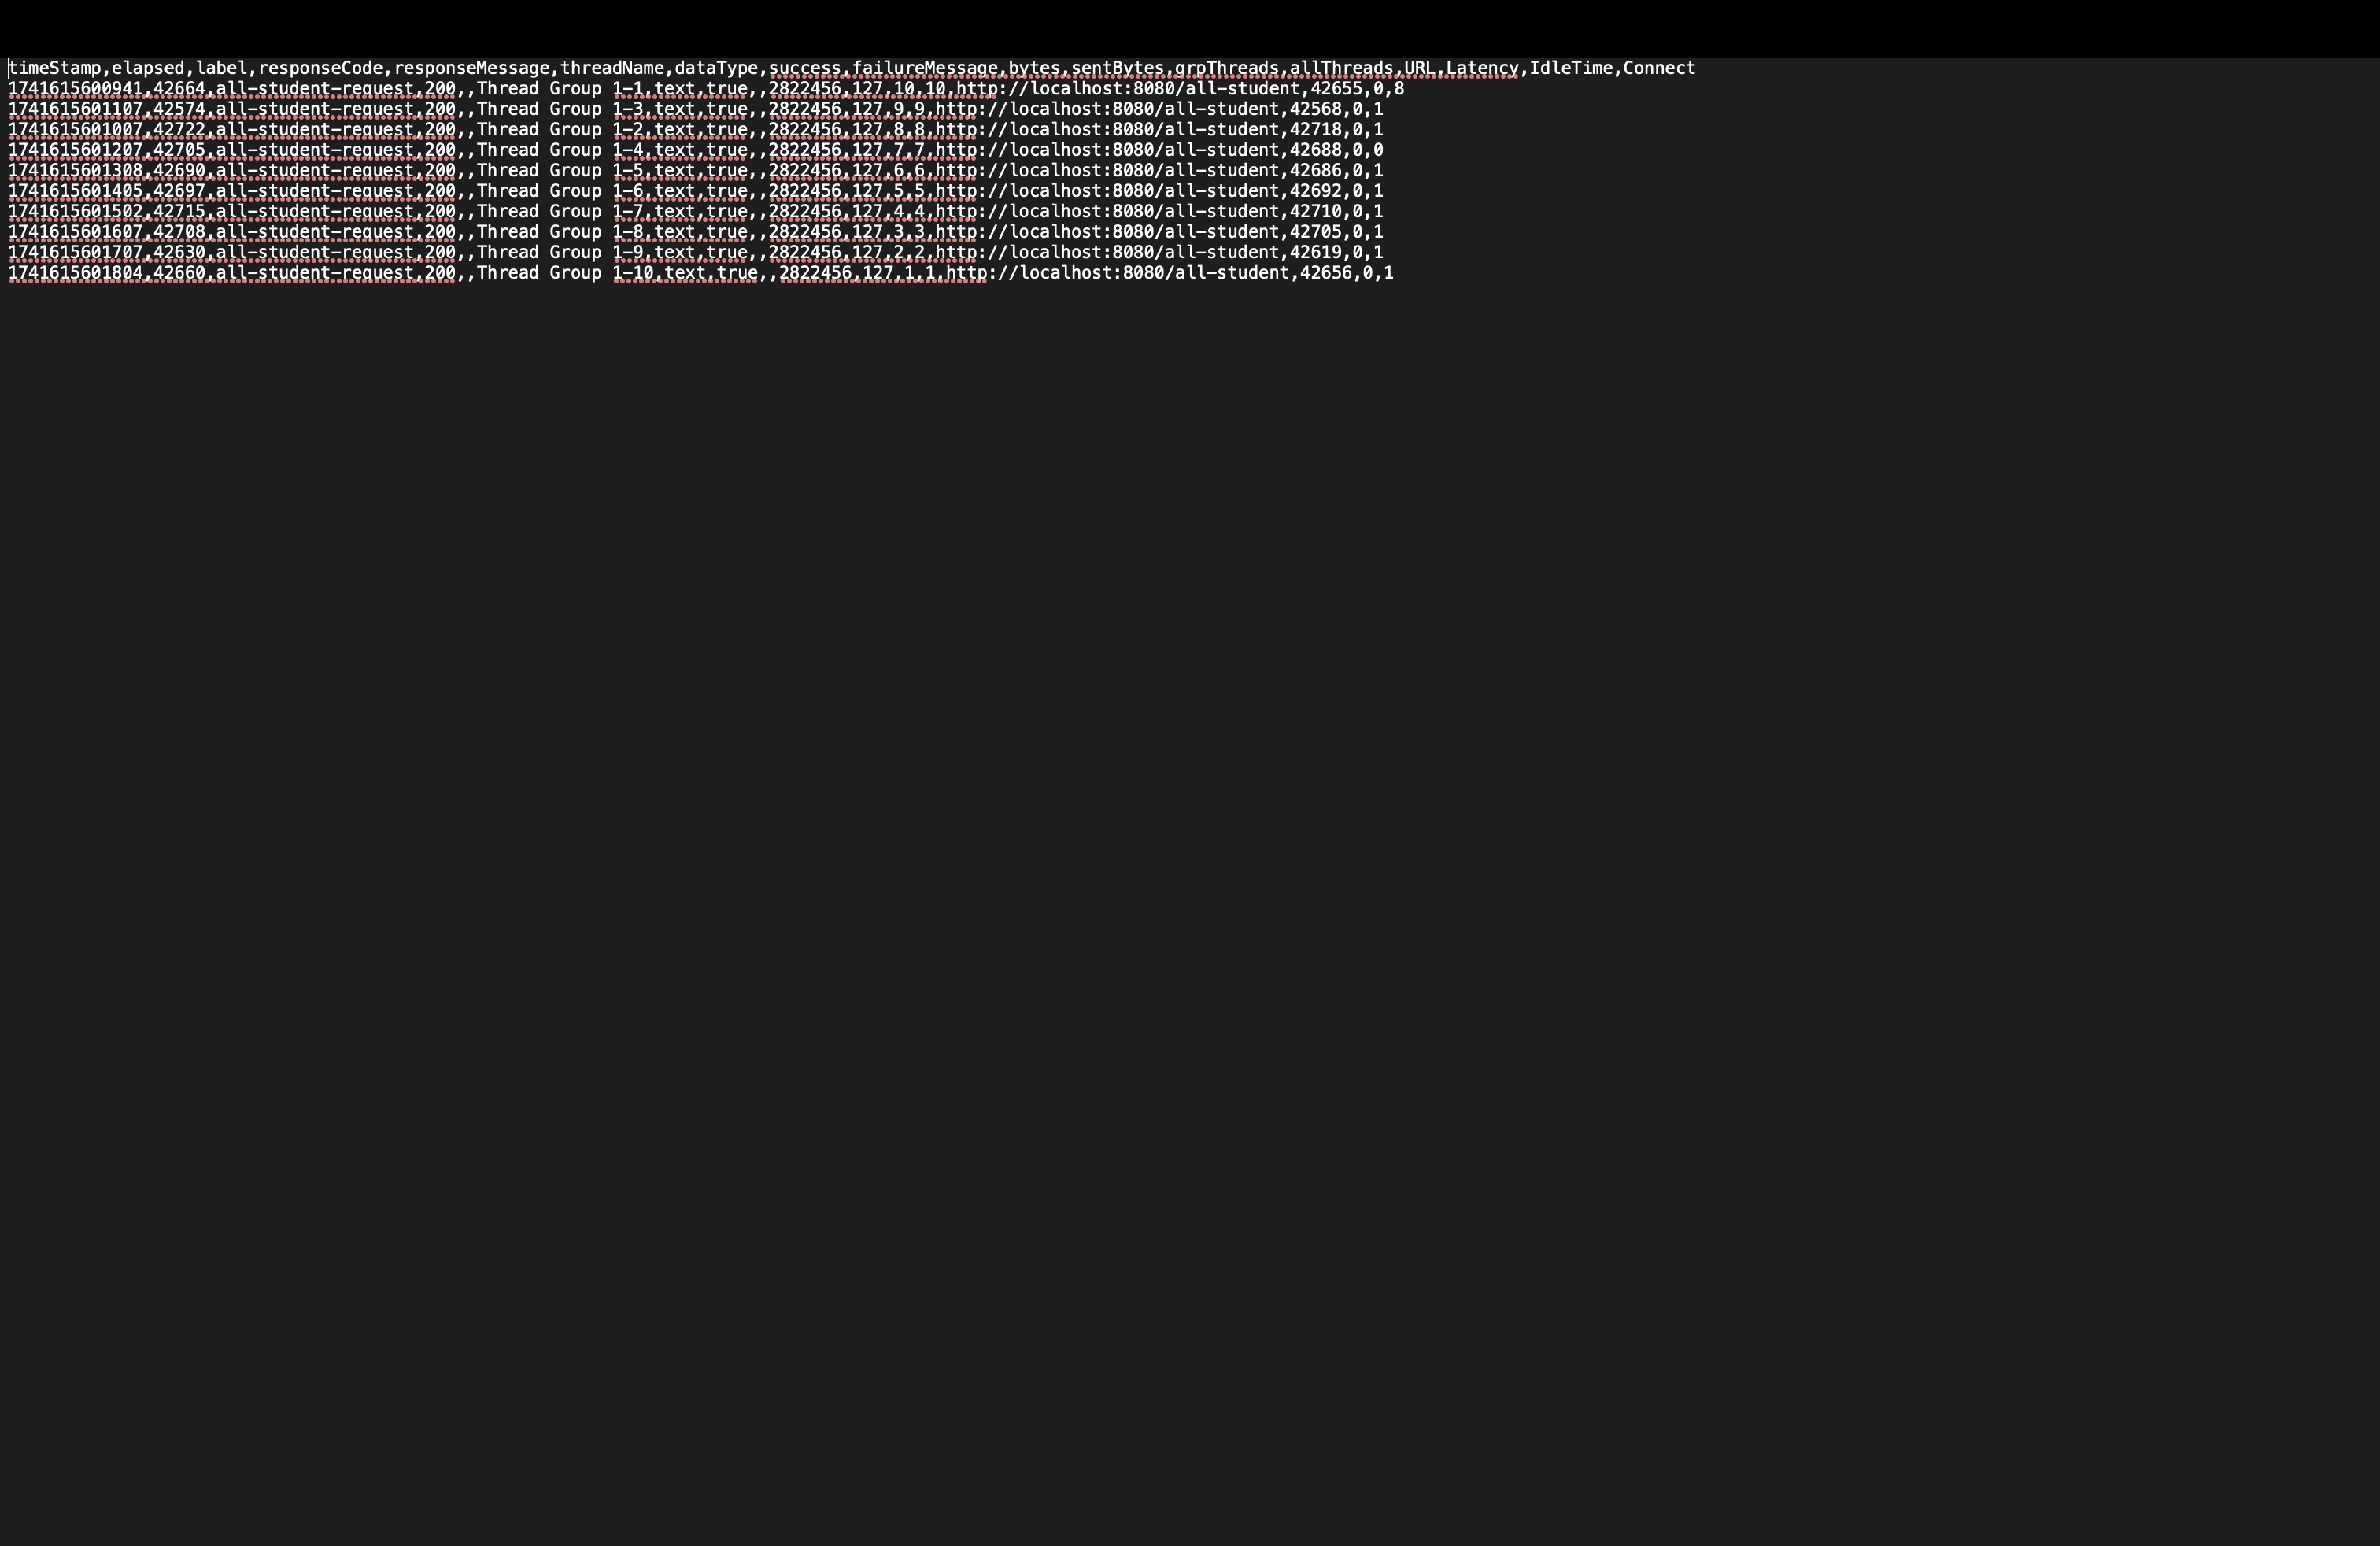 timeStamp,elapsed,label,responseCode,responseMessage,threadName,dataType,success,failureMessage,bytes,sentBytes,grpThreads,allThreads,URL,Latency,IdleTime,Connect
1741615600941,42664,all-student-request,200,,Thread Group 1-1,text,true,,2822456,127,10,10,http://localhost:8080/all-student,42655,0,8
1741615601107,42574,all-student-request,200,,Thread Group 1-3,text,true,,2822456,127,9,9,http://localhost:8080/all-student,42568,0,1
1741615601007,42722,all-student-request,200,,Thread Group 1-2,text,true,,2822456,127,8,8,http://localhost:8080/all-student,42718,0,1
1741615601207,42705,all-student-request,200,,Thread Group 1-4,text,true,,2822456,127,7,7,http://localhost:8080/all-student,42688,0,0
1741615601308,42690,all-student-request,200,,Thread Group 1-5,text,true,,2822456,127,6,6,http://localhost:8080/all-student,42686,0,1
1741615601405,42697,all-student-request,200,,Thread Group 1-6,text,true,,2822456,127,5,5,http://localhost:8080/all-student,42692,0,1
1741615601502,42715,all-student-request,200,,Thread Group 1-7,text,true,,2822456,127,4,4,http://localhost:8080/all-student,42710,0,1
1741615601607,42708,all-student-request,200,,Thread Group 1-8,text,true,,2822456,127,3,3,http://localhost:8080/all-student,42705,0,1
1741615601707,42630,all-student-request,200,,Thread Group 1-9,text,true,,2822456,127,2,2,http://localhost:8080/all-student,42619,0,1
1741615601804,42660,all-student-request,200,,Thread Group 1-10,text,true,,2822456,127,1,1,http://localhost:8080/all-student,42656,0,1